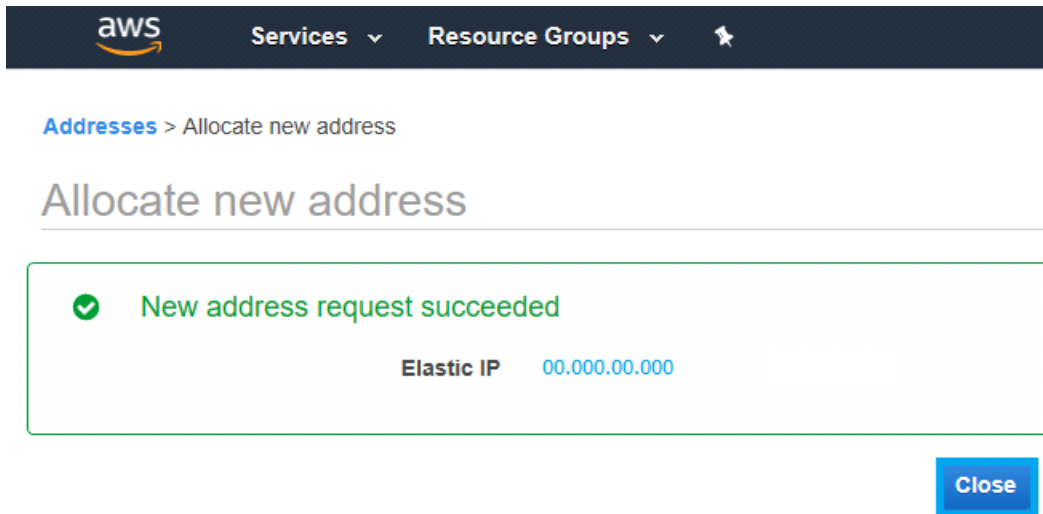 aws Services Resource Groups
Addresses > Allocate new address
Allocate new address
New address request succeeded
Elastic IP 00.000.00.000
Close